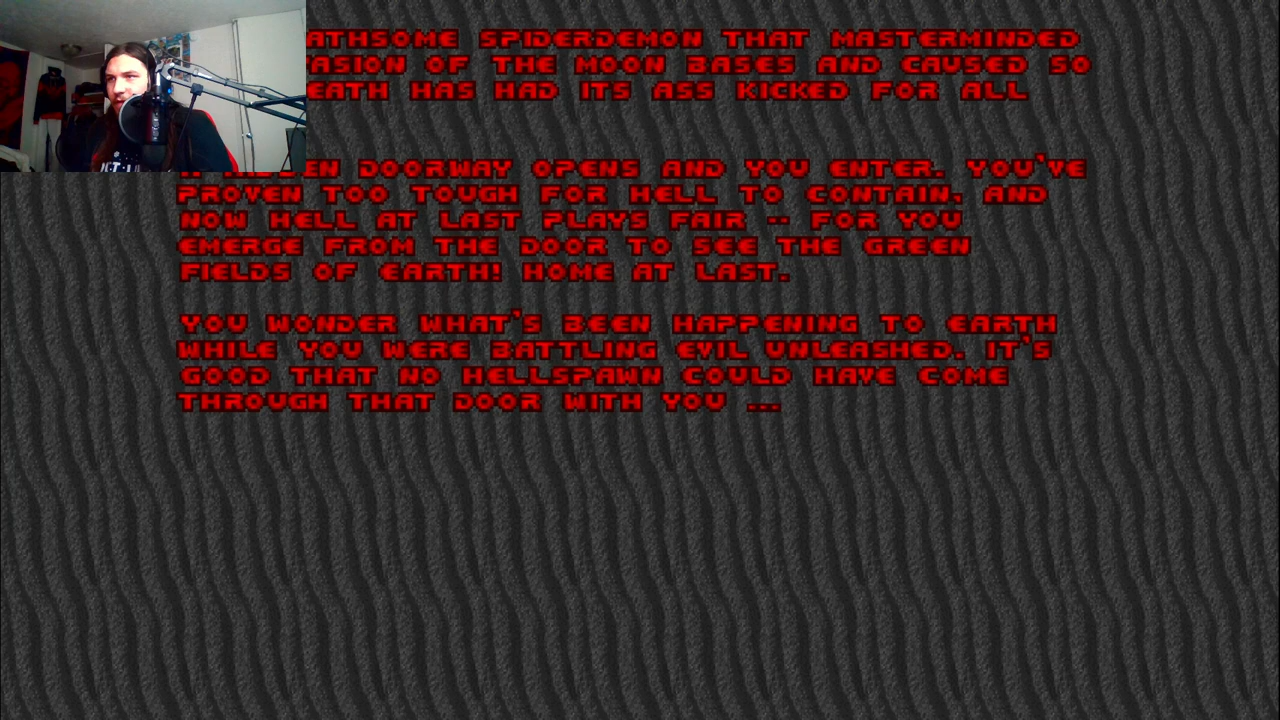 ATHSOME SPIDERDEMON THAT MASTERMINDED
ASION OF THE MOON BASES AND CAUSED SO
EATH HAS HAD ITS ASS KICKED FOR ALL
DOORWAY OPENS AND YOU ENTER. YOU'VE
PROVEN TOO TOUGH FOR HELL TO CONTAIN, AND
NOW HELL AT LAST PLAYS FAIR -- FOR YOU
EMERGE FROM THE DOOR TO SEE THE GREEN
FIELDS OF EARTH! HOME AT LAST.
YOU WONDER WHAT'S BEEN HAPPENING TO EARTH
WHILE YOU WERE BATTLING EVIL UNLEASHED. IT'S
GOOD THAT NO HELLSPAWN COULD HAVE COME
THROUGH THAT DOOR WITH YOU ...